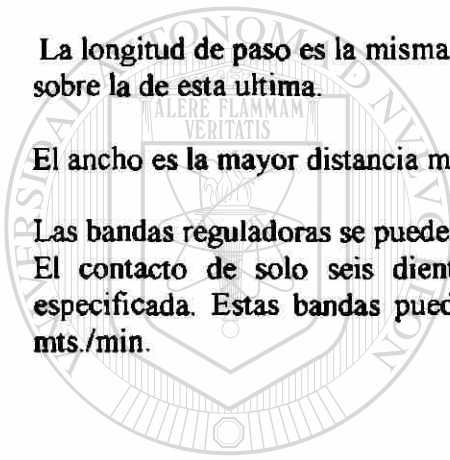 La longitud de paso es la misma
sobre la de esta ultima.
ALERE FLAMMAM
VERITATIS
El ancho es la mayor distancia m
Las bandas reguladoras se puede
El contacto de solo seis dient
especificada. Estas bandas pued
mts./min.